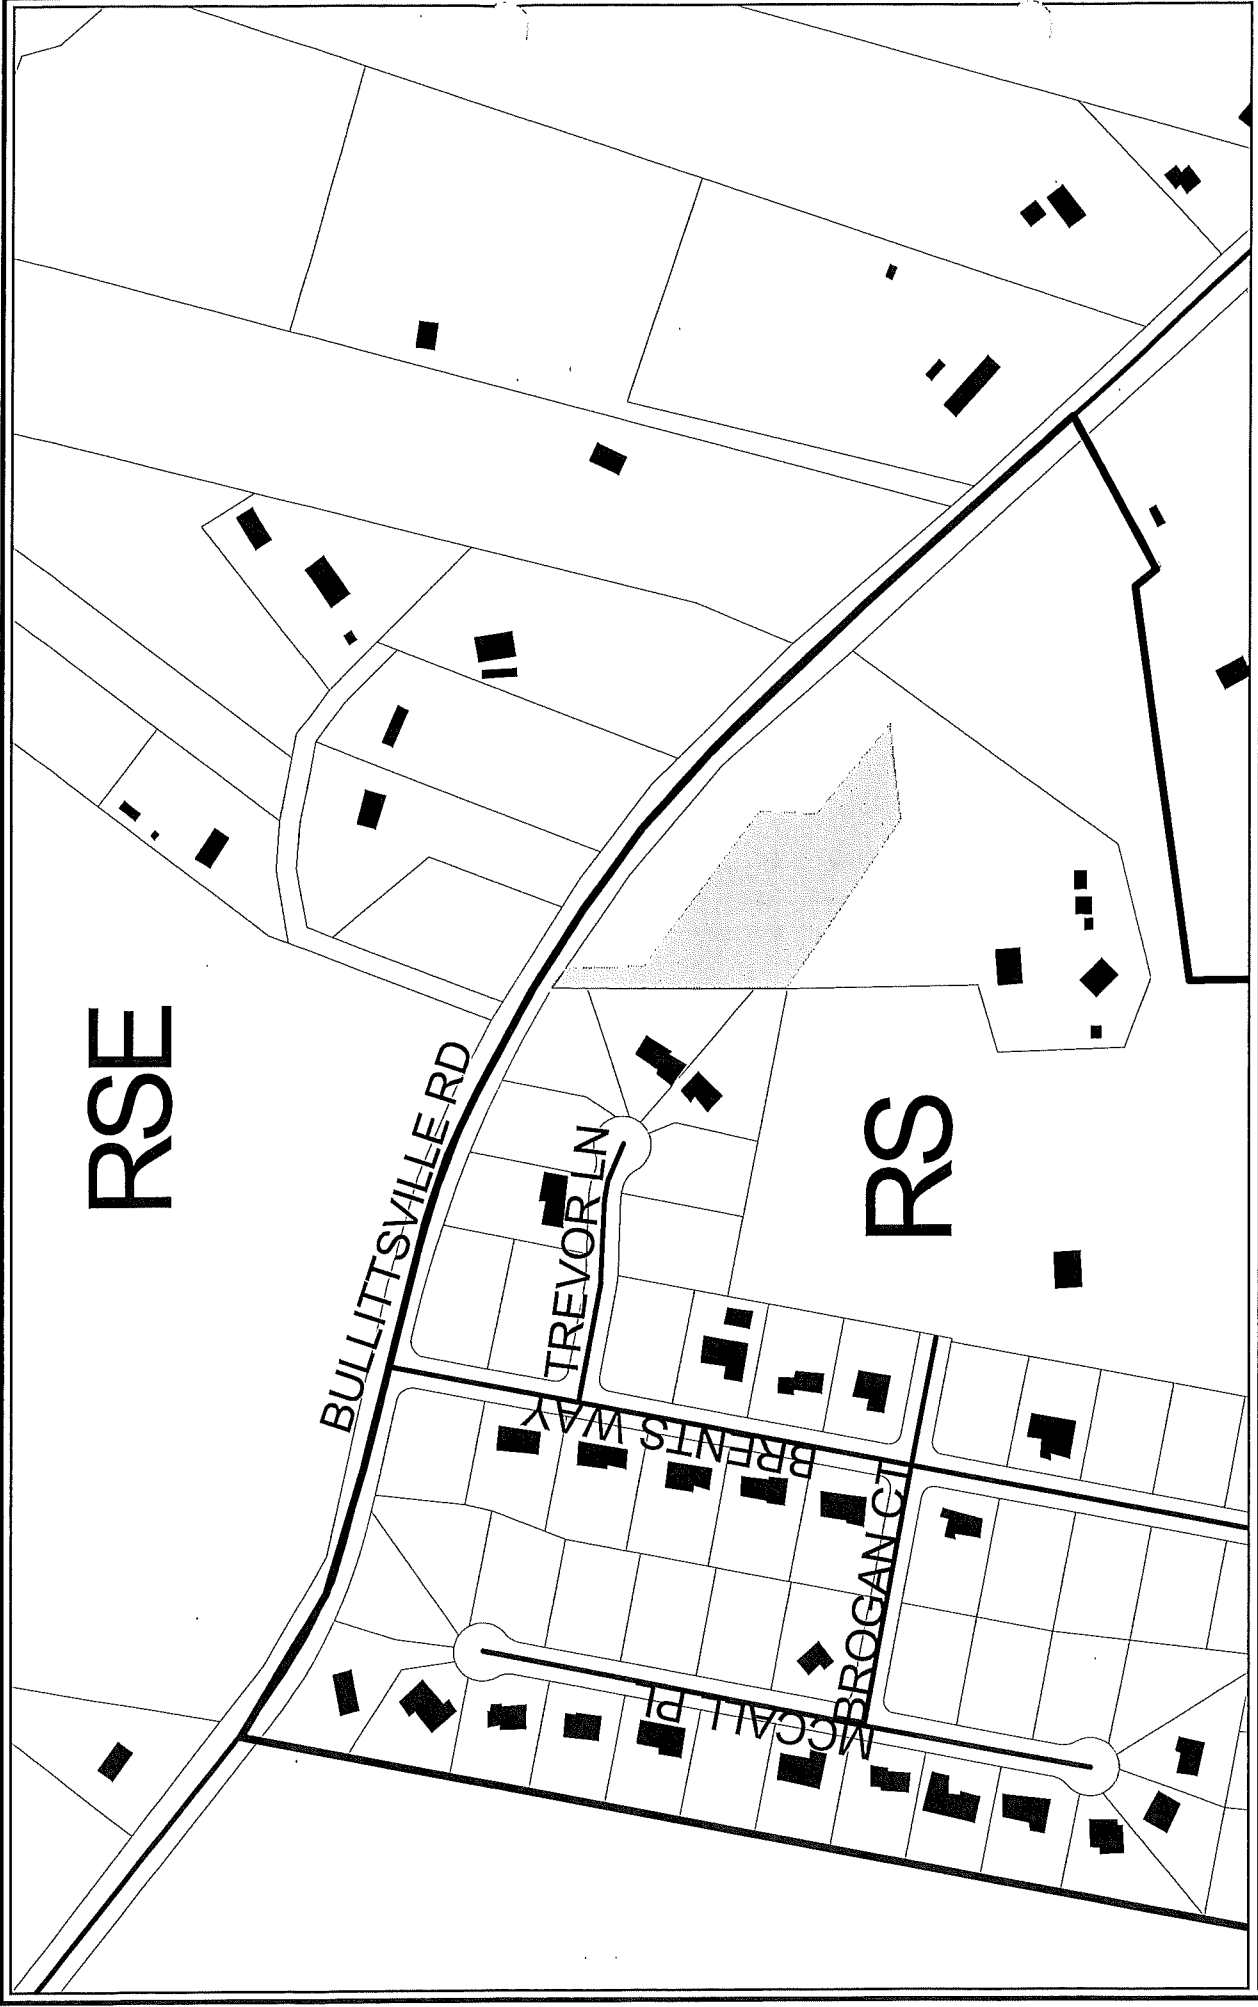 RSE
BULLITTSVILLE RD
TREVOR LN
RS
BRENTS WAY
BROGAN CT
MCCALL PL